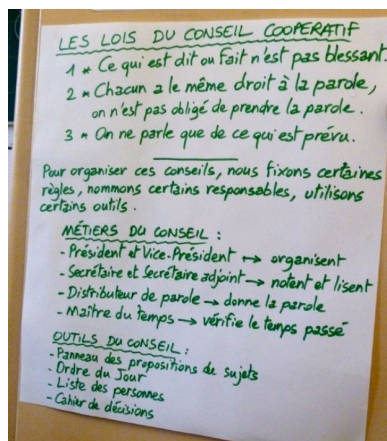 LES LOIS DU CONSEIL COOPERATIF
1 * Ce qui est dit ou fait n'est pas blessant.
2 * Chacun a le même droit à la parole,
on n'est pas obligé de prendre la parole.
3 * On ne parle que de ce qui est prévu.
Pour organiser ces conseils, nous fixons certaines
règles, nommons certains responsables, utilisons
certains outils.
MÉTIERS DU CONSEIL :
- Président et Vice-Président ↔ organisent
- Secrétaire et Secrétaire adjoint → notent et lisent
- Distributeur de parole → donne la parole
- Maître du temps → vérifie le temps passé
OUTILS DU CONSEIL :
- Panneau des propositions de sujets
- Ordre du Jour
- Liste des personnes
- Cahier de décisions